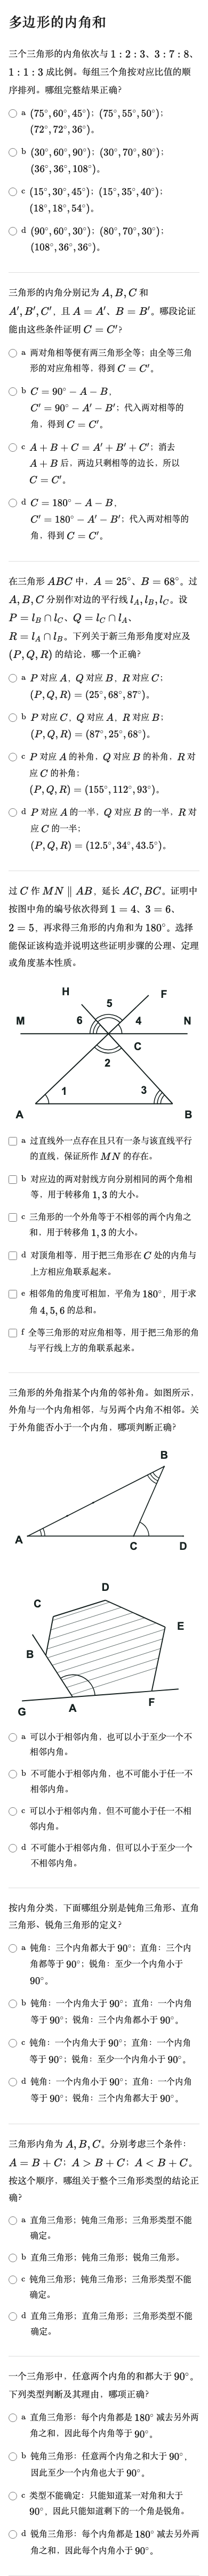 多边形的内角和
三个三角形的内角依次与 1 : 2 : 3、3 : 7 : 8、
1 : 1 : 3 成比例。每组三个角按对应比值的顺
序排列。哪组完整结果正确?
a (75°, 60°, 45°); (75°, 55°, 50°);
(72°, 72°, 36°)。
b (30°, 60°, 90°); (30°, 70°, 80°);
(36°, 36°, 108°)。
c (15°, 30°, 45°); (15°, 35°, 40°);
(18°, 18°, 54°)。
d (90°, 60°, 30°); (80°, 70°, 30°);
(108°, 36°, 36°)。
三角形的内角分别记为 A, B, C 和
A′, B′, C′,且 A = A′、B = B′。哪段论证
能由这些条件证明 C = C′?
a 两对角相等便有两三角形全等;由全等三角
形的对应角相等,得到 C = C′。
b C = 90° − A − B,
C′ = 90° − A′ − B′;代入两对相等的
角,得到 C = C′。
c A + B + C = A′ + B′ + C′;消去
A + B 后,两边只剩相等的边长,所以
C = C′。
d C = 180° − A − B,
C′ = 180° − A′ − B′;代入两对相等的
角,得到 C = C′。
在三角形 ABC 中,A = 25°、B = 68°。过
A, B, C 分别作对边的平行线 l_A, l_B, l_C。设
P = l_B ∩ l_C、Q = l_C ∩ l_A、
R = l_A ∩ l_B。下列关于新三角形角度对应及
(P, Q, R) 的结论,哪一个正确?
a P 对应 A,Q 对应 B,R 对应 C;
(P, Q, R) = (25°, 68°, 87°)。
b P 对应 C,Q 对应 A,R 对应 B;
(P, Q, R) = (87°, 25°, 68°)。
c P 对应 A 的补角,Q 对应 B 的补角,R 对
应 C 的补角;
(P, Q, R) = (155°, 112°, 93°)。
d P 对应 A 的一半,Q 对应 B 的一半,R 对
应 C 的一半;
(P, Q, R) = (12.5°, 34°, 43.5°)。
过 C 作 MN ∥ AB,延长 AC, BC。证明中
按图中角的编号依次得到 1 = 4、3 = 6、
2 = 5,再求得三角形的内角和为 180°。选择
能保证该构造并说明这些证明步骤的公理、定理
或角度基本性质。
H
F
5
M
6
4
N
C
2
1
3
A
B
a 过直线外一点存在且只有一条与该直线平行
的直线,保证所作 MN 的存在。
b 对应边的两对射线方向分别相同的两个角相
等,用于转移角 1, 3 的大小。
c 三角形的一个外角等于不相邻的两个内角之
和,用于转移角 1, 3 的大小。
d 对顶角相等,用于把三角形在 C 处的内角与
上方相应角联系起来。
e 相邻角的角度可相加,平角为 180°,用于求
角 4, 5, 6 的总和。
f 全等三角形的对应角相等,用于把三角形的角
与平行线上方的角联系起来。
三角形的外角指某个内角的邻补角。如图所示,
外角与一个内角相邻,与另两个内角不相邻。关
于外角能否小于一个内角,哪项判断正确?
B
A
C
D
D
C
E
B
G
A
F
a 可以小于相邻内角,也可以小于至少一个不
相邻内角。
b 不可能小于相邻内角,也不可能小于任一不
相邻内角。
c 可以小于相邻内角,但不可能小于任一不相
邻内角。
d 不可能小于相邻内角,但可以小于至少一个
不相邻内角。
按内角分类,下面哪组分别是钝角三角形、直角
三角形、锐角三角形的定义?
a 钝角:三个内角都大于 90°;直角:三个内
角都等于 90°;锐角:至少一个内角小于
90°。
b 钝角:一个内角大于 90°;直角:一个内角
等于 90°;锐角:三个内角都小于 90°。
c 钝角:一个内角大于 90°;直角:一个内角
等于 90°;锐角:至少一个内角小于 90°。
d 钝角:一个内角小于 90°;直角:一个内角
等于 90°;锐角:三个内角都大于 90°。
三角形内角为 A, B, C。分别考虑三个条件:
A = B + C; A > B + C; A < B + C。
按这个顺序,哪组关于整个三角形类型的结论正
确?
a 直角三角形;钝角三角形;三角形类型不能
确定。
b 直角三角形;钝角三角形;锐角三角形。
c 钝角三角形;钝角三角形;三角形类型不能
确定。
d 直角三角形;直角三角形;三角形类型不能
确定。
一个三角形中,任意两个内角的和都大于 90°。
下列类型判断及其理由,哪项正确?
a 直角三角形:每个内角都是 180° 减去另外两
角之和,因此每个内角等于 90°。
b 钝角三角形:任意两个内角之和大于 90°,
因此至少一个内角也大于 90°。
c 类型不能确定:只能知道某一对角和大于
90°,因此只能知道剩下的一个角是锐角。
d 锐角三角形:每个内角都是 180° 减去另外两
角之和,因此每个内角小于 90°。